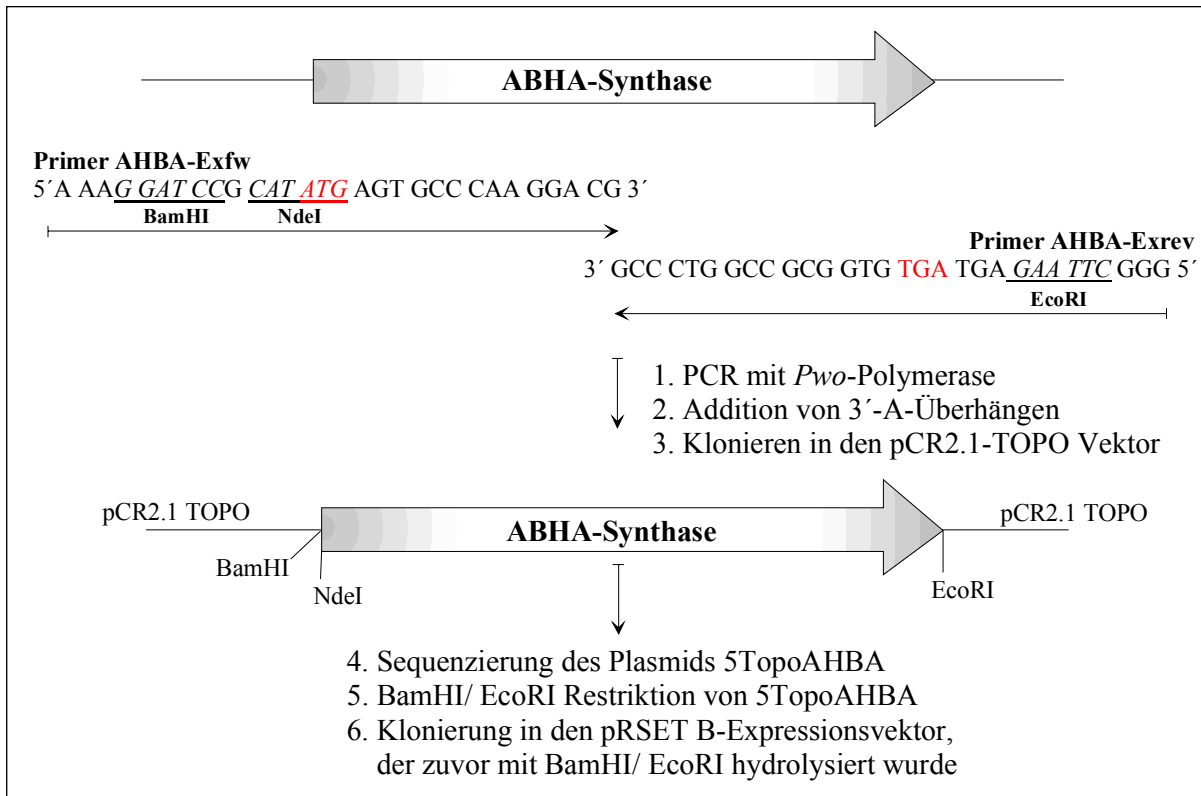 ABHA-Synthase
Primer AHBA-Exfw
5´A AAG GATCCG CAT ATG AGT GCC CAA GGA CG 3´
BamHI NdeI
Primer AHBA-Exrev
3´ GCC CTG GCC GCG GTG TGA TGA GAA TTC GGG 5´
EcoRI
1. PCR mit Pwo-Polymerase
2. Addition von 3´-A-Überhängen
3. Klonieren in den pCR2.1-TOPO Vektor
pCR2.1 TOPO ABHA-Synthase pCR2.1 TOPO
BamHI
NdeI EcoRI
4. Sequenzierung des Plasmids 5TopoAHBA
5. BamHI/ EcoRI Restriktion von 5TopoAHBA
6. Klonierung in den pRSET B-Expressionsvektor,
der zuvor mit BamHI/ EcoRI hydrolysiert wurde